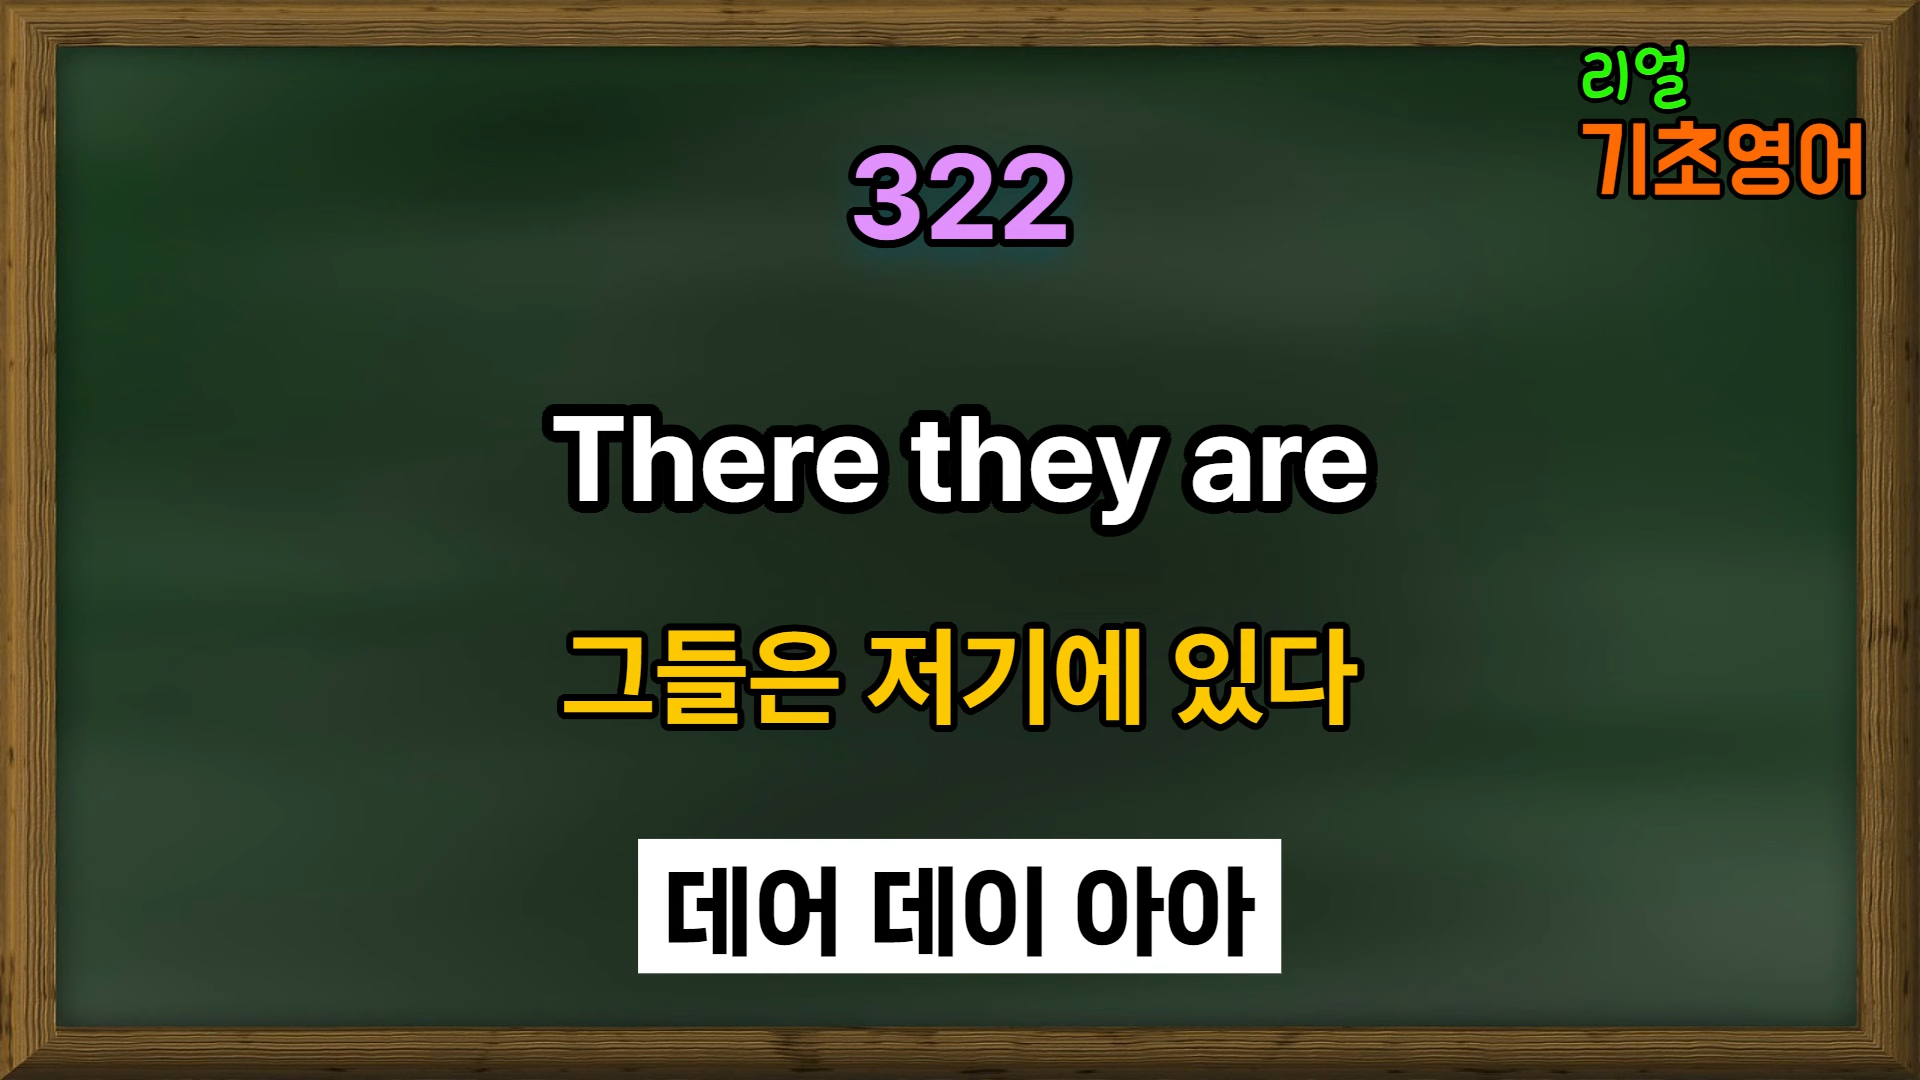 리얼
기초영어
322
There they are
그들은 저기에 있다
데어 데이 아아